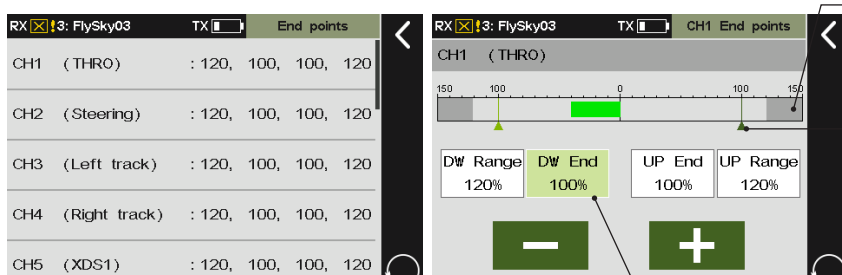 RX !3: FlySky03 TX End points
CH1 (THRO) : 120, 100, 100, 120
CH2 (Steering) : 120, 100, 100, 120
CH3 (Left track) : 120, 100, 100, 120
CH4 (Right track) : 120, 100, 100, 120
CH5 (XDS1) : 120, 100, 100, 120
RX !3: FlySky03 TX CH1 End points
CH1 (THRO)
150 100 0 100 150
DW Range DW End UP End UP Range
120% 100% 100% 120%
− +